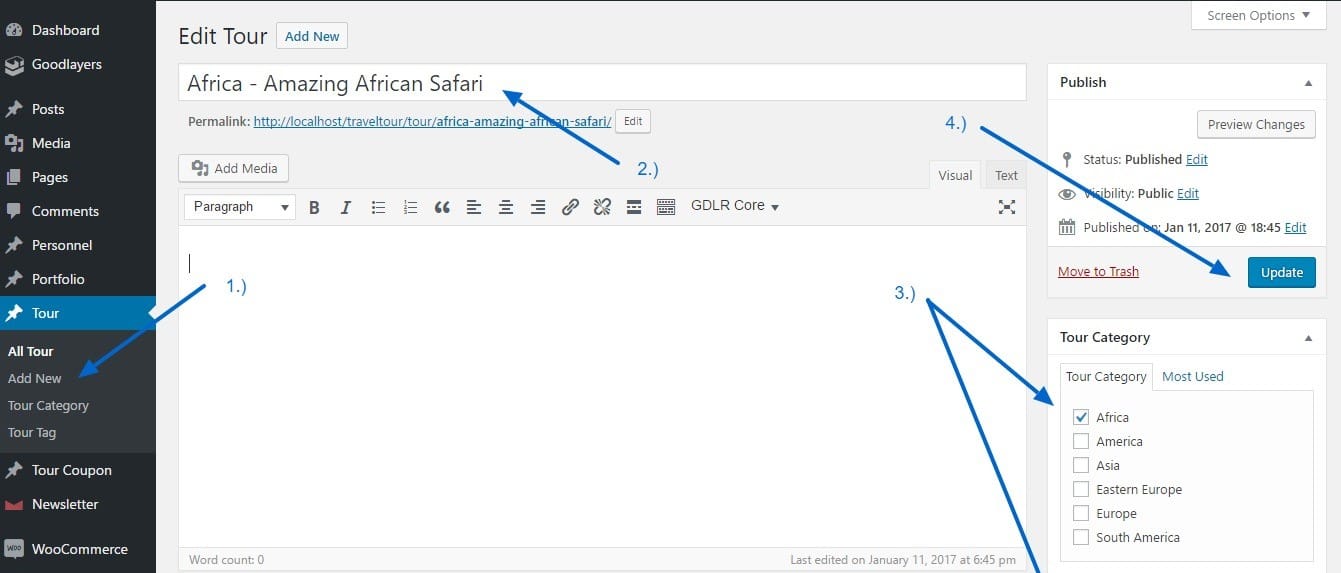 Screen Options
Dashboard
Goodlayers
Posts
Media
Pages
Comments
Personnel
Portfolio
Tour
All Tour
Add New
Tour Category
Tour Tag
Tour Coupon
Newsletter
WooCommerce
Edit Tour Add New
Africa - Amazing African Safari
Permalink: http://localhost/traveltour/tour/africa-amazing-african-safari/ Edit
2.)
Add Media
Visual Text
Paragraph B I GDLR Core
1.)
3.)
4.)
Word count: 0 Last edited on January 11, 2017 at 6:45 pm
Publish
Preview Changes
Status: Published Edit
Visibility: Public Edit
Published on: Jan 11, 2017 @ 18:45 Edit
Move to Trash Update
Tour Category
Tour Category Most Used
Africa
America
Asia
Eastern Europe
Europe
South America